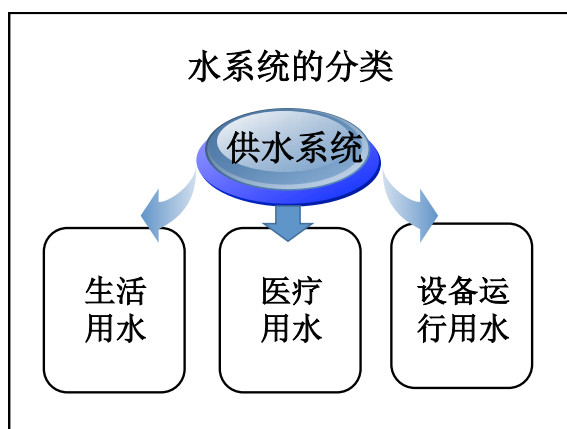 水系统的分类
供水系统
生活
用水
医疗
用水
设备运
行用水